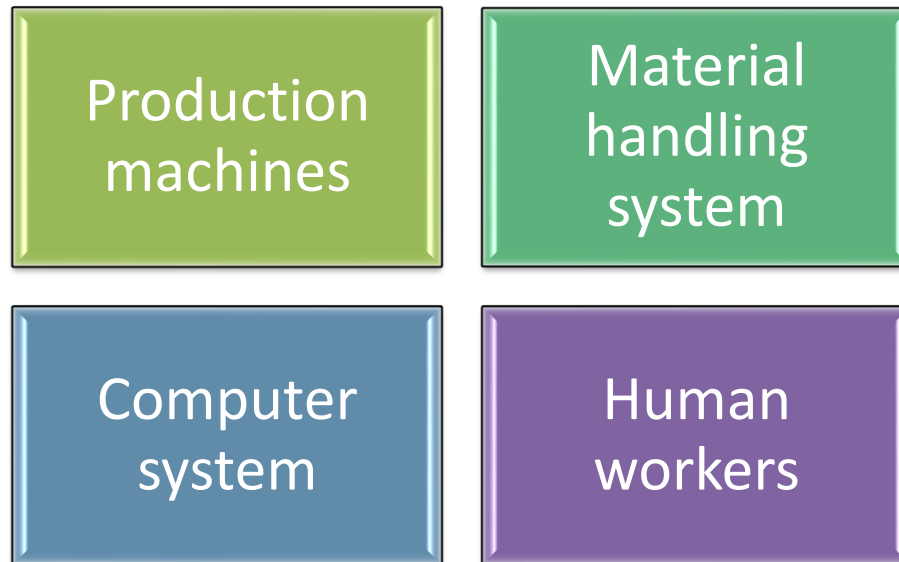 Production
machines
Material
handling
system
Computer
system
Human
workers